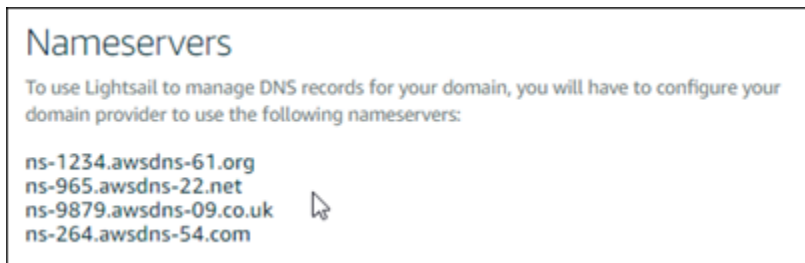 Nameservers
To use Lightsail to manage DNS records for your domain, you will have to configure your
domain provider to use the following nameservers:
ns-1234.awsdns-61.org
ns-965.awsdns-22.net
ns-9879.awsdns-09.co.uk
ns-264.awsdns-54.com